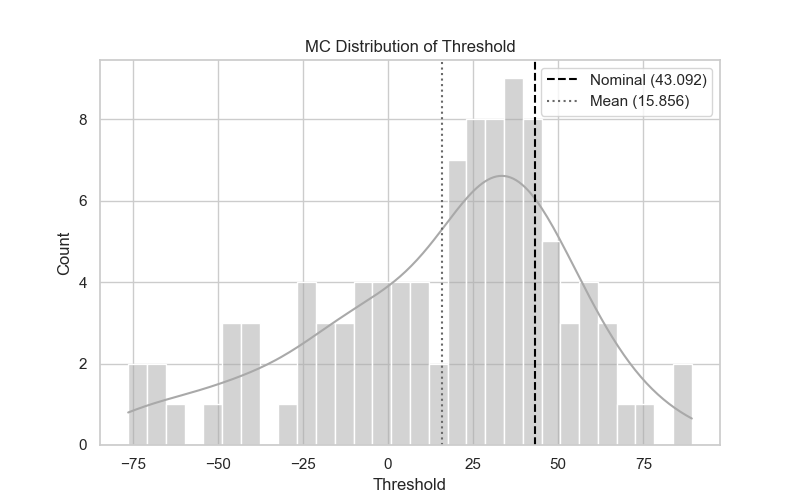 MC Distribution of Threshold
Nominal (43.092)
Mean (15.856)
Count
8
6
4
2
0
−75
−50
−25
0
25
50
75
Threshold